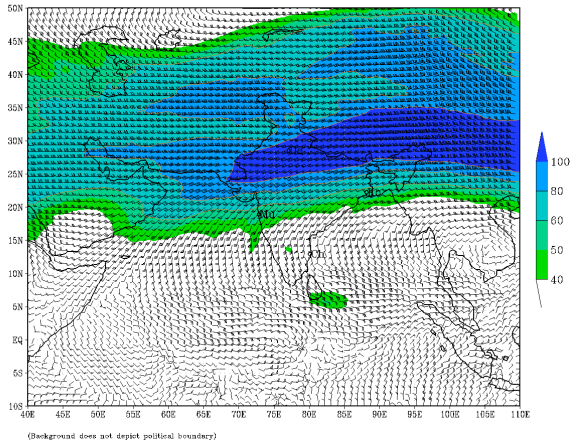 50N
45N
40N
35N
30N
25N
20N
15N
10N
5N
EQ
5S
10S
40E 45E 50E 55E 60E 65E 70E 75E 80E 85E 90E 95E 100E 105E 110E
100
80
60
50
40
(Background does not depict political boundary)